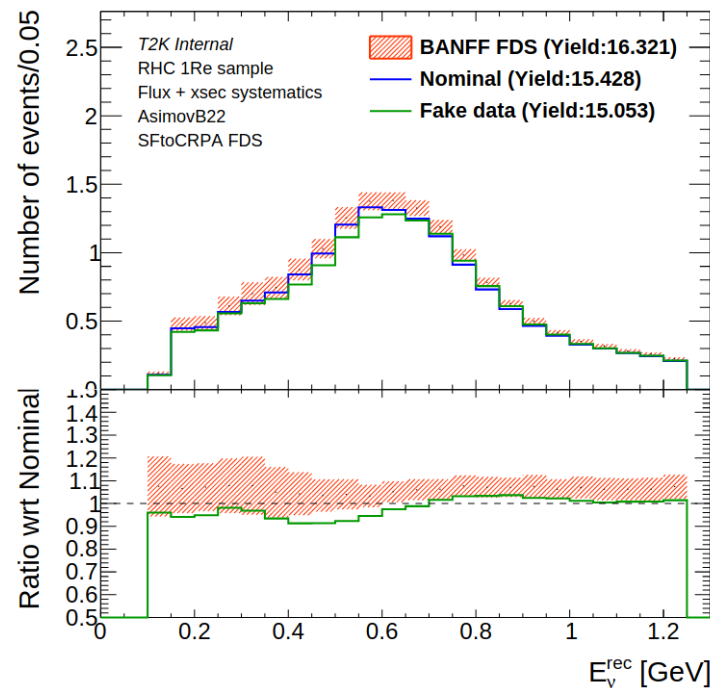 Number of events/0.05
2.5
2
1.5
1
0.5
T2K Internal
RHC 1Re sample
Flux + xsec systematics
AsimovB22
SFtoCRPA FDS
BANFF FDS (Yield:16.321)
Nominal (Yield:15.428)
Fake data (Yield:15.053)
Ratio wrt Nominal
1.4
1.3
1.2
1.1
1
0.9
0.8
0.7
0.6
0.5
0 0.2 0.4 0.6 0.8 1 1.2
E_ν^rec [GeV]